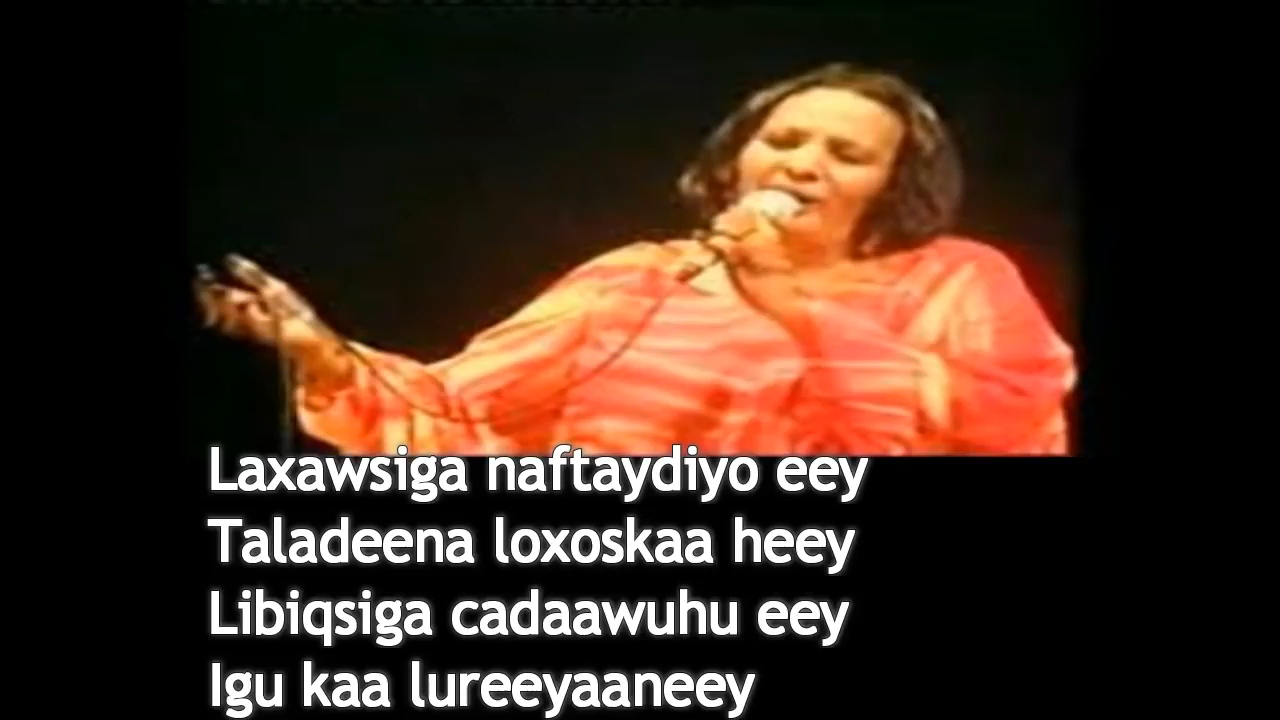 Laxawsiga naftaydiyo eey
Taladeena loxoskaa heey
Libiqsiga cadaawuhu eey
Igu kaa lureeyaaneey